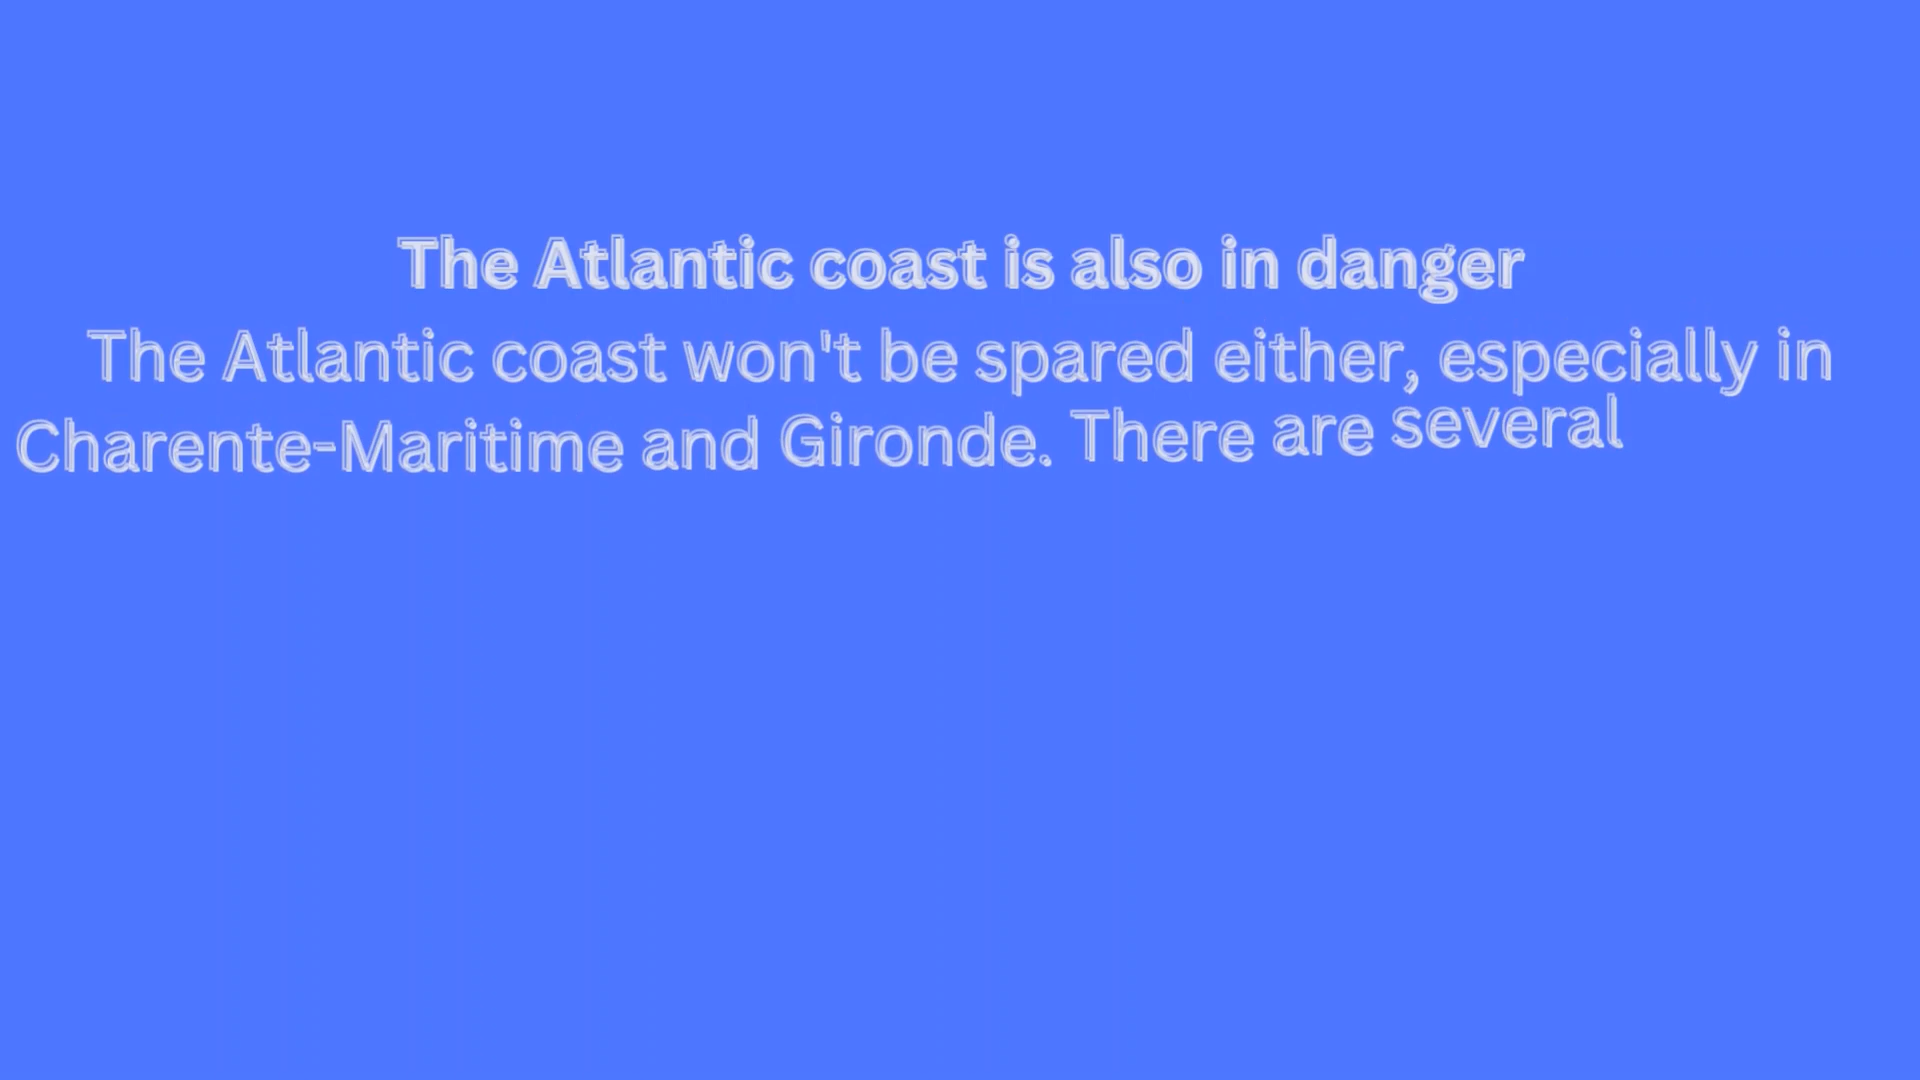 The Atlantic coast is also in danger
The Atlantic coast won't be spared either, especially in
Charente-Maritime and Gironde. There are several